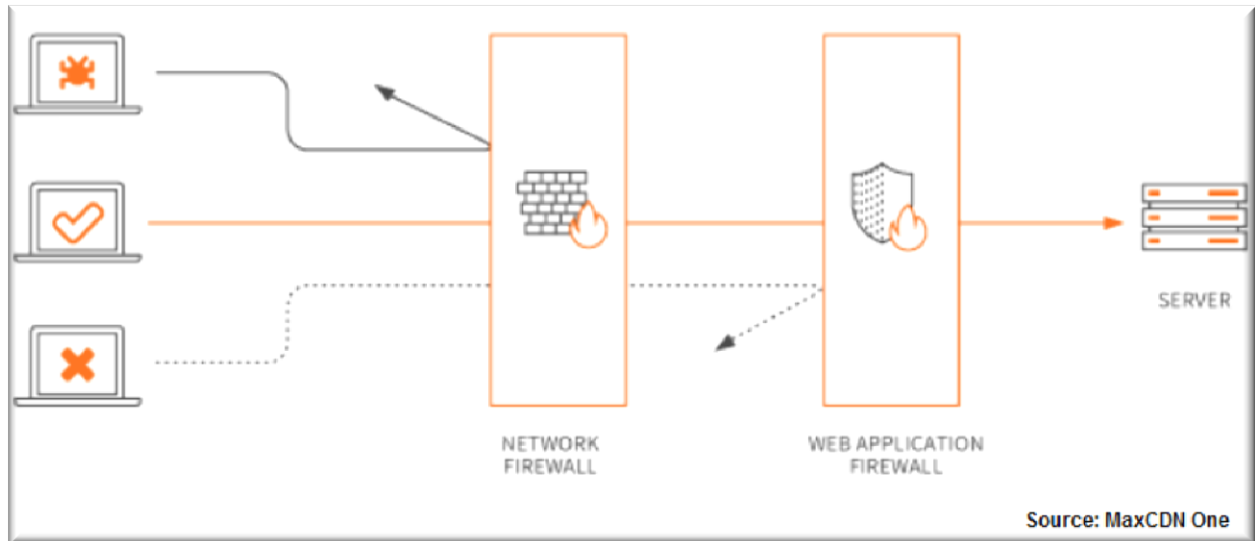 SERVER
NETWORK
FIREWALL
WEB APPLICATION
FIREWALL
Source: MaxCDN One